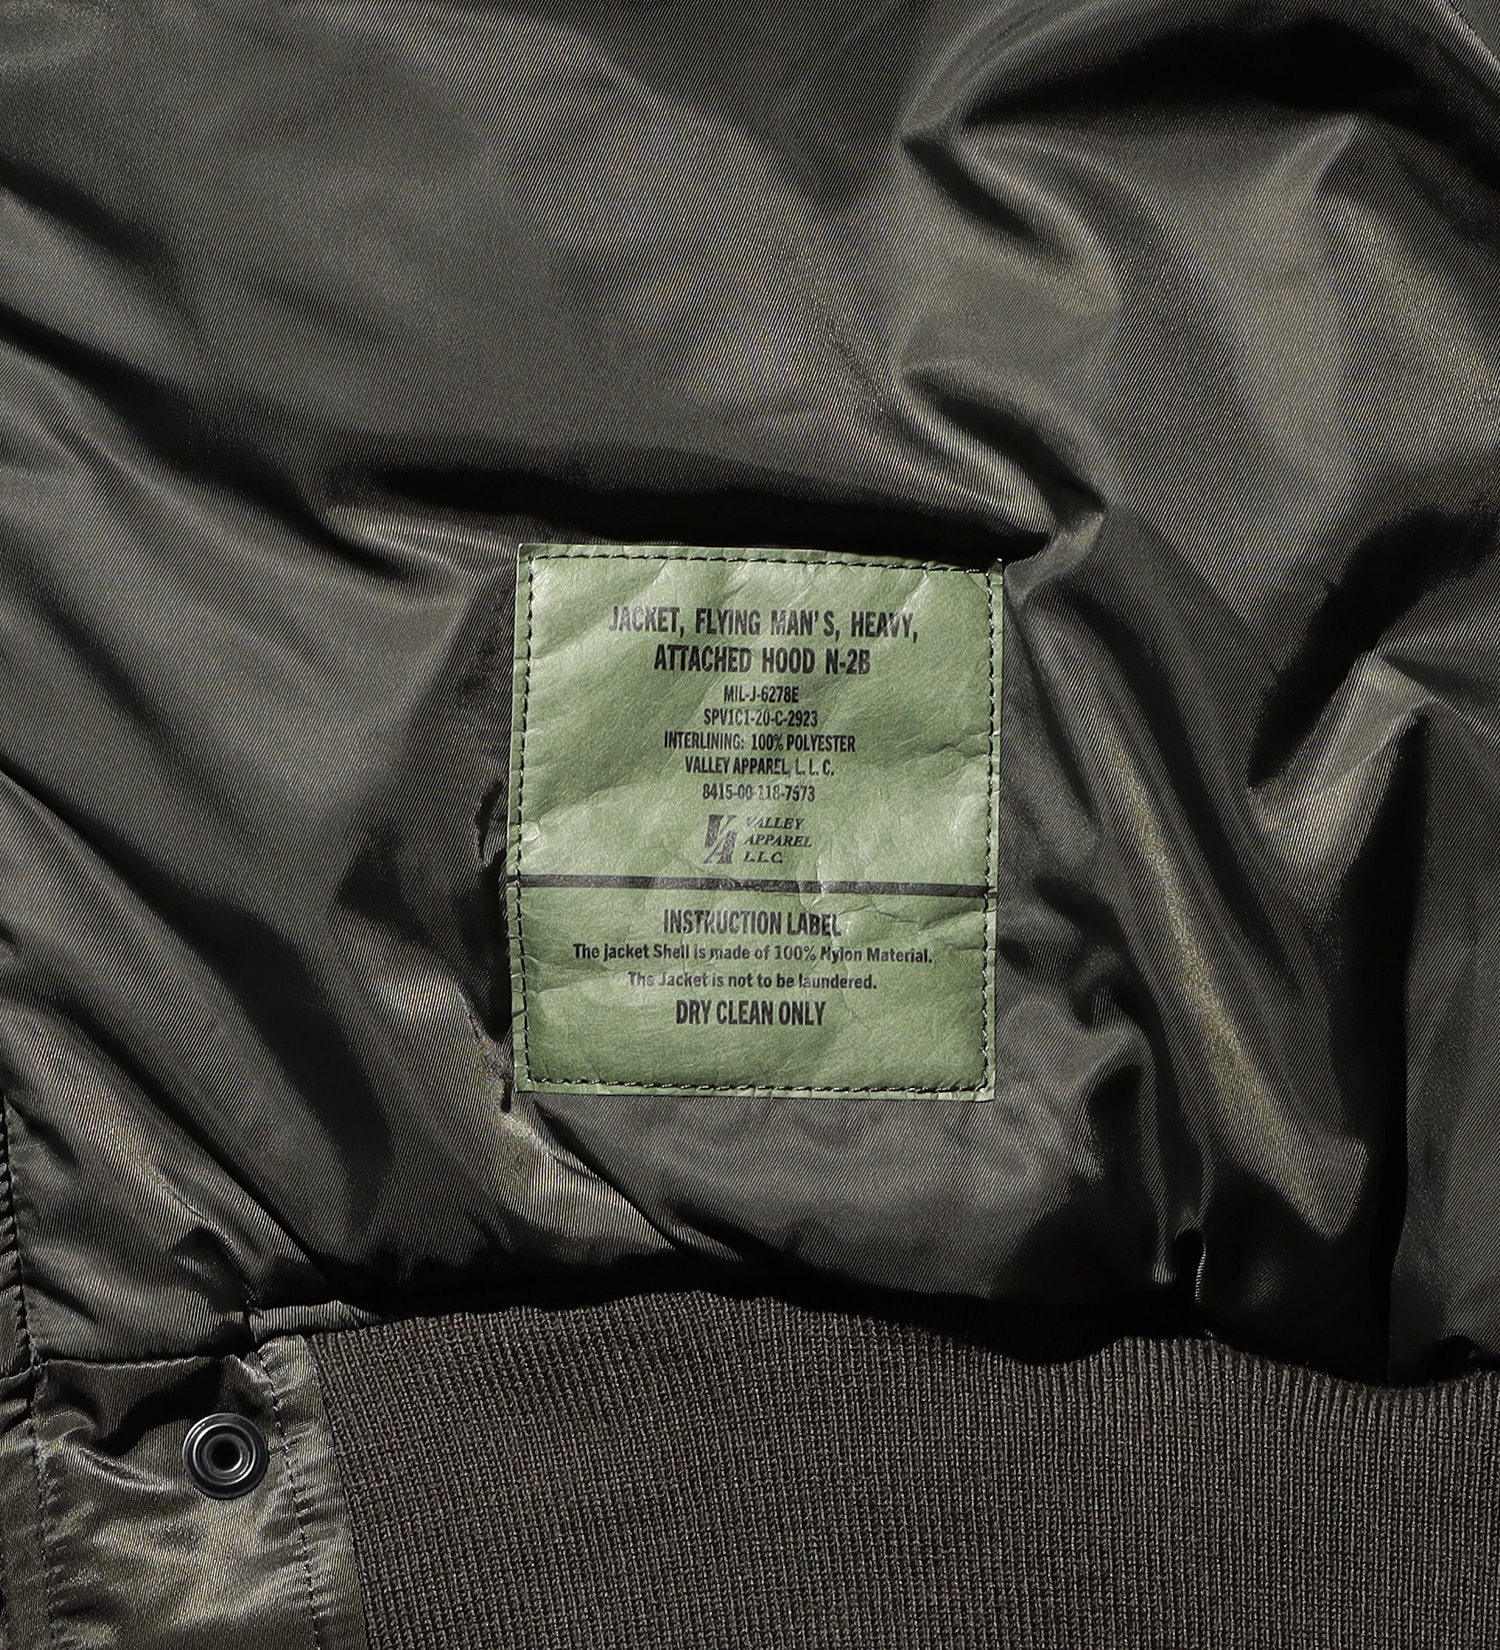 JACKET, FLYING MAN'S, HEAVY,
ATTACHED HOOD N-2B
MIL-J-6278E
SPV1C1-20-C-2923
INTERLINING: 100% POLYESTER
VALLEY APPAREL, L. L. C.
8415-00-118-7573
VA
VALLEY
APPAREL
L.L.C.
INSTRUCTION LABEL
The jacket Shell is made of 100% Nylon Material.
The Jacket is not to be laundered.
DRY CLEAN ONLY